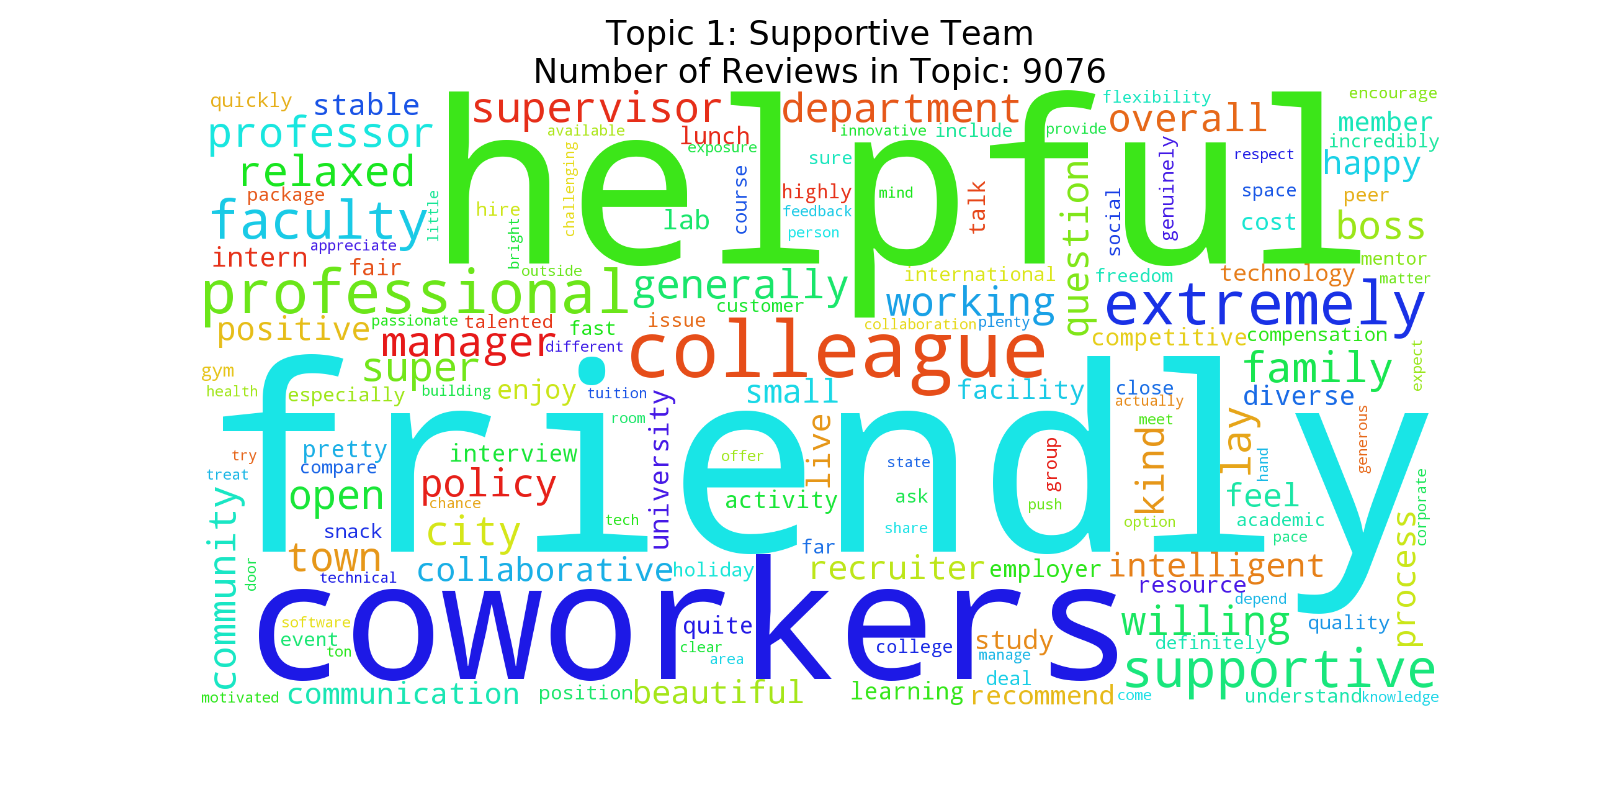 Topic 1: Supportive Team
Number of Reviews in Topic: 9076
quickly
stable
supervisor
department
flexibility
encourage
helpful
professor
available
lunch
innovative
include
provide
overall
member
incredibly
relaxed
exposure
challenging
sure
question
genuinely
respect
happy
package
little
hire
course
highly
mind
talk
social
space
peer
faculty
bright
lab
feedback
person
cost
boss
appreciate
intern
fair
outside
generally
international
freedom
technology
mentor
matter
professional
customer
working
extremely
positive
passionate
talented
fast
issue
collaboration
plenty
competitive
compensation
manager
different
colleague
expect
gym
super
family
health
especially
building
enjoy
tuition
small
facility
close
actually
diverse
friendly
room
university
live
meet
lay
generous
try
pretty
interview
offer
state
group
kind
hand
treat
compare
open
policy
chance
activity
ask
push
feel
corporate
community
snack
city
tech
share
option
academic
pace
process
town
far
door
technical
collaborative
holiday
recruiter
employer
intelligent
resource
depend
coworkers
software
event
ton
quite
clear
area
college
study
manage
willing
quality
definitely
deal
supportive
motivated
communication
position
beautiful
learning
recommend
come
understand
knowledge